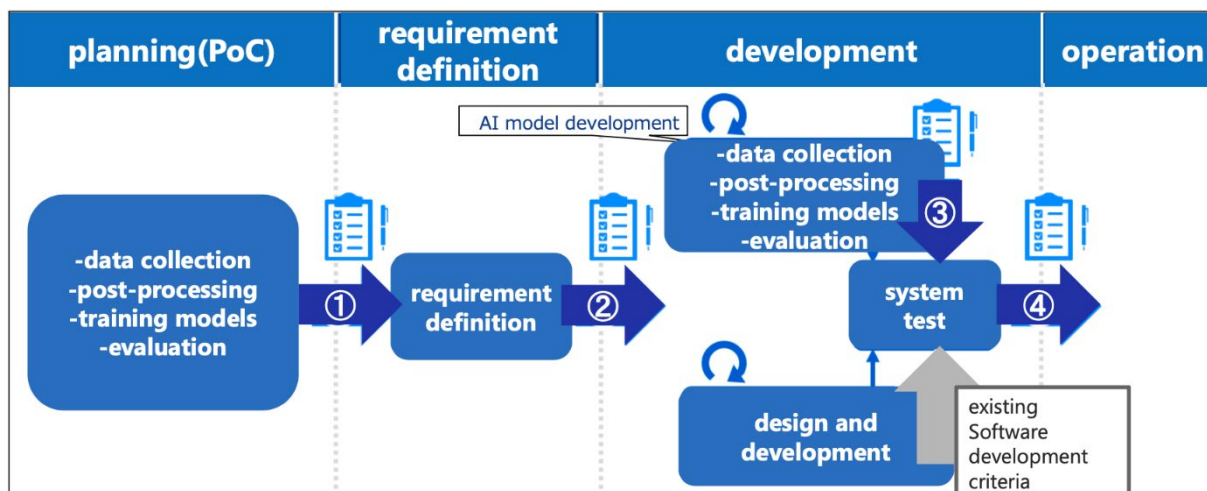 planning(PoC)
requirement
definition
development
operation
AI model development
-data collection
-post-processing
-training models
-evaluation
①
requirement
definition
②
-data collection
-post-processing
-training models
-evaluation
③
system
test
④
design and
development
existing
Software
development
criteria